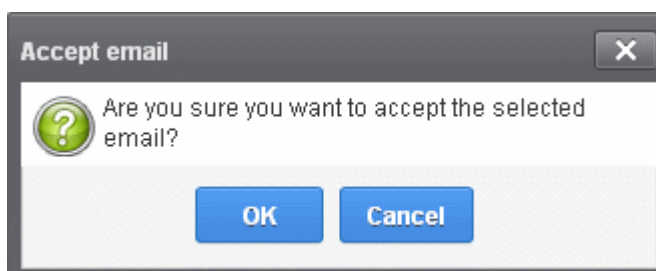 Accept email
Are you sure you want to accept the selected
email?
OK
Cancel